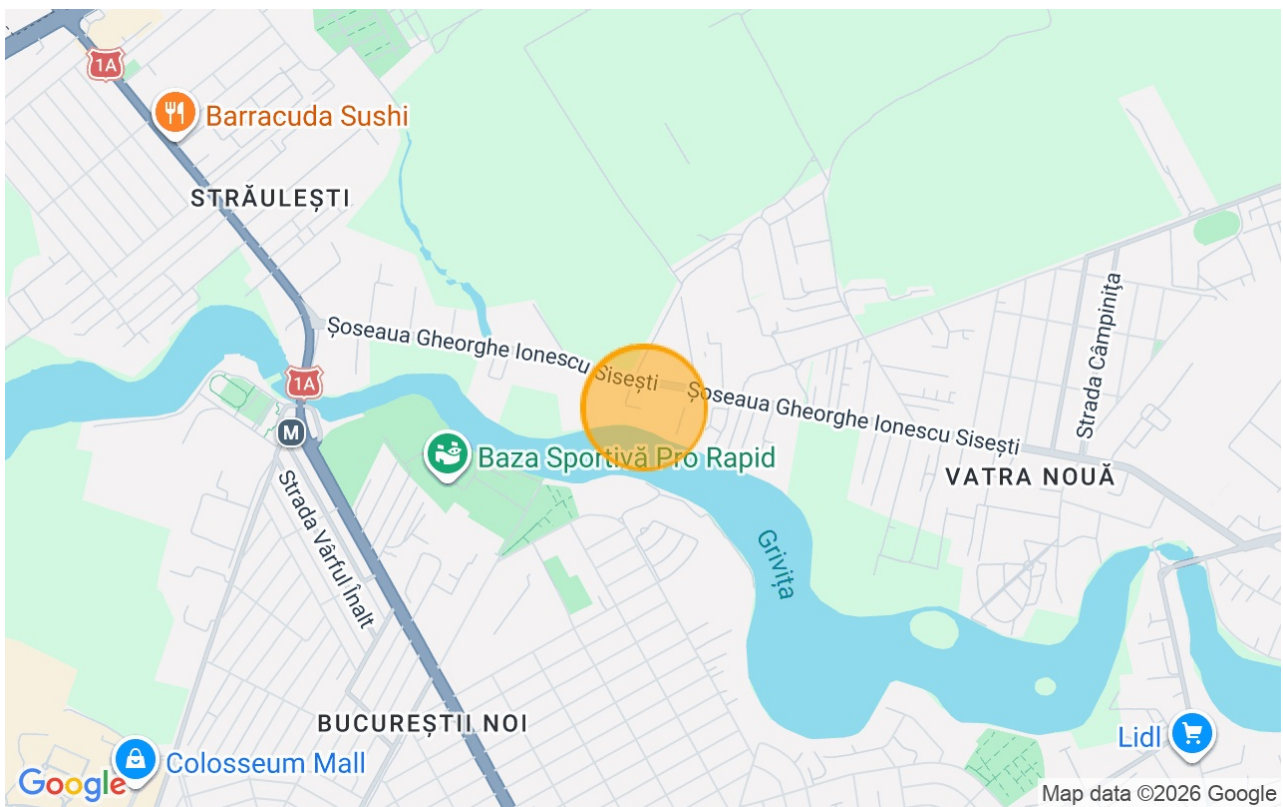 1A
Barracuda Sushi
STRĂULEȘTI
Șoseaua Gheorghe Ionescu Sisești
Strada Câmpinița
1A
Șoseaua Gheorghe Ionescu Sisești
M
Baza Sportivă Pro Rapid
VATRA NOUĂ
Strada Vârful Înalt
Grivița
BUCUREȘTII NOI
Lidl
Colosseum Mall
Google
Map data ©2026 Google